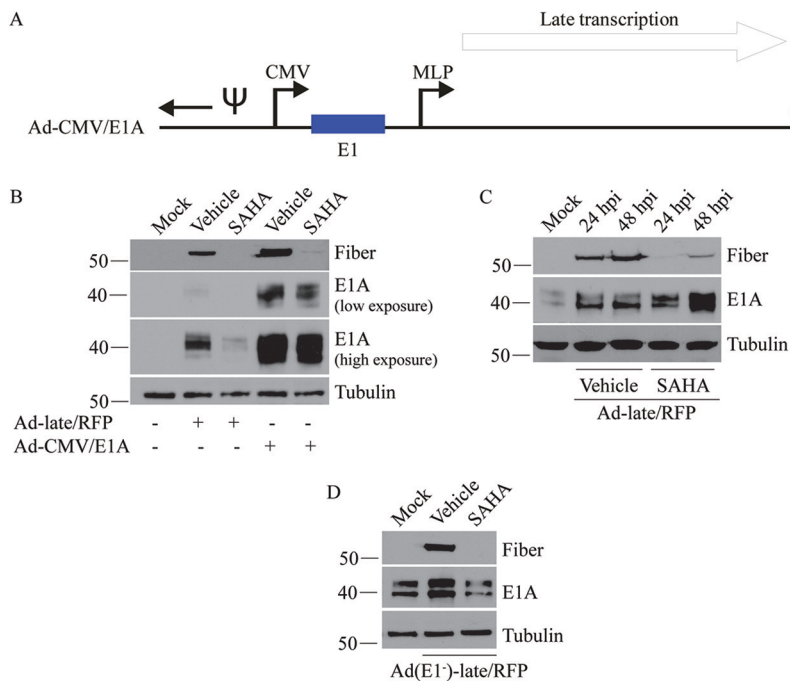 A
Late transcription
CMV
MLP
Ψ
Ad-CMV/E1A
E1
B
Mock
Vehicle
SAHA
Vehicle
SAHA
50
Fiber
40
E1A
(low exposure)
40
E1A
(high exposure)
50
Tubulin
Ad-late/RFP - + + - -
Ad-CMV/E1A - - - + +
C
Mock
24 hpi
48 hpi
24 hpi
48 hpi
50
Fiber
40
E1A
50
Tubulin
Vehicle SAHA
Ad-late/RFP
D
Mock
Vehicle
SAHA
50
Fiber
40
E1A
50
Tubulin
Ad(E1⁻)-late/RFP